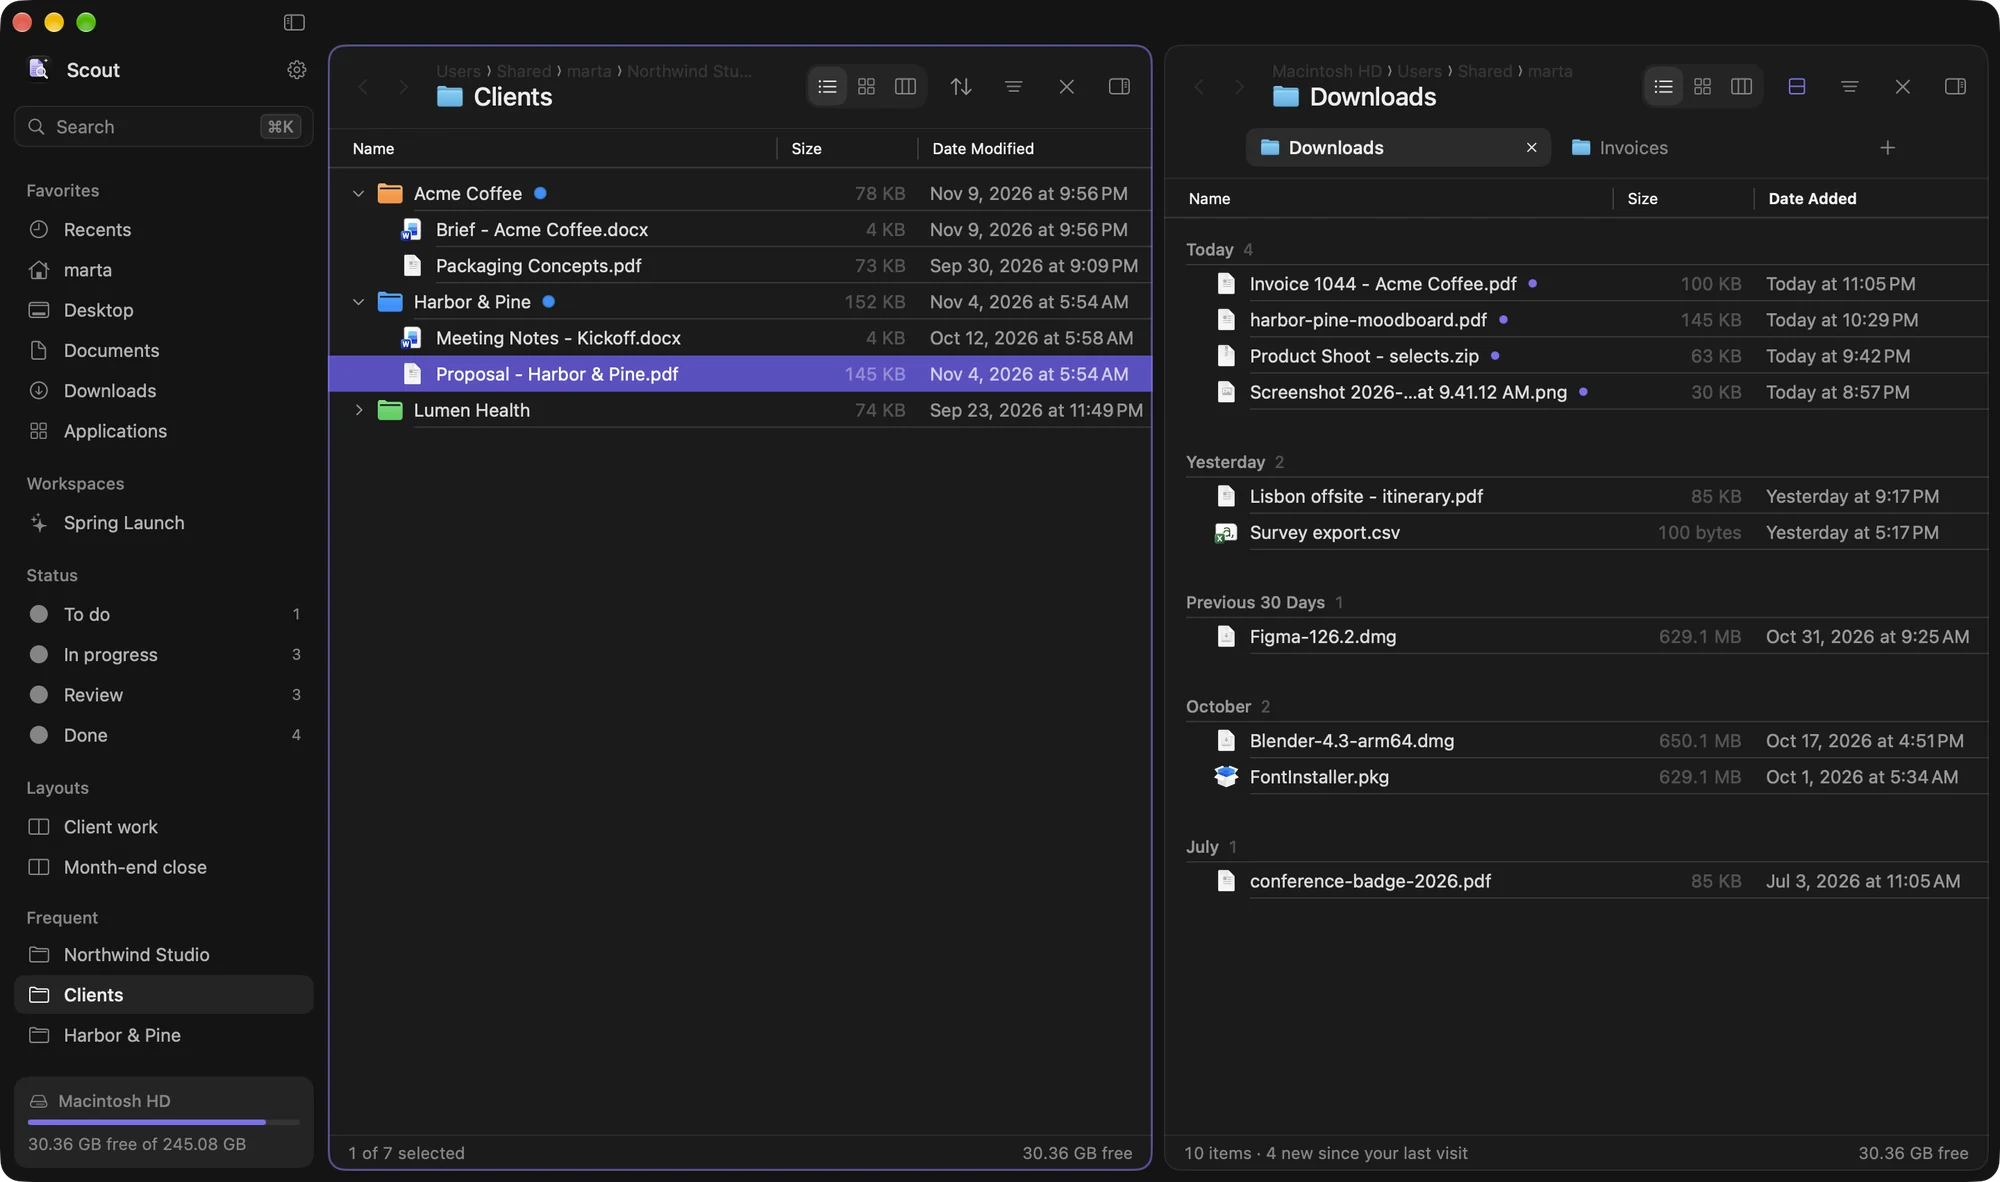 Scout
Search ⌘K
Favorites
Recents
marta
Desktop
Documents
Downloads
Applications
Workspaces
Spring Launch
Status
To do 1
In progress 3
Review 3
Done 4
Layouts
Client work
Month-end close
Frequent
Northwind Studio
Clients
Harbor & Pine
Macintosh HD
30.36 GB free of 245.08 GB
Users › Shared › marta › Northwind Stu...
Clients
Name Size Date Modified
Acme Coffee 78 KB Nov 9, 2026 at 9:56 PM
Brief - Acme Coffee.docx 4 KB Nov 9, 2026 at 9:56 PM
Packaging Concepts.pdf 73 KB Sep 30, 2026 at 9:09 PM
Harbor & Pine 152 KB Nov 4, 2026 at 5:54 AM
Meeting Notes - Kickoff.docx 4 KB Oct 12, 2026 at 5:58 AM
Proposal - Harbor & Pine.pdf 145 KB Nov 4, 2026 at 5:54 AM
Lumen Health 74 KB Sep 23, 2026 at 11:49 PM
1 of 7 selected 30.36 GB free
Macintosh HD › Users › Shared › marta
Downloads
Downloads Invoices
Name Size Date Added
Today 4
Invoice 1044 - Acme Coffee.pdf 100 KB Today at 11:05 PM
harbor-pine-moodboard.pdf 145 KB Today at 10:29 PM
Product Shoot - selects.zip 63 KB Today at 9:42 PM
Screenshot 2026-...at 9.41.12 AM.png 30 KB Today at 8:57 PM
Yesterday 2
Lisbon offsite - itinerary.pdf 85 KB Yesterday at 9:17 PM
Survey export.csv 100 bytes Yesterday at 5:17 PM
Previous 30 Days 1
Figma-126.2.dmg 629.1 MB Oct 31, 2026 at 9:25 AM
October 2
Blender-4.3-arm64.dmg 650.1 MB Oct 17, 2026 at 4:51 PM
FontInstaller.pkg 629.1 MB Oct 1, 2026 at 5:34 AM
July 1
conference-badge-2026.pdf 85 KB Jul 3, 2026 at 11:05 AM
10 items · 4 new since your last visit 30.36 GB free